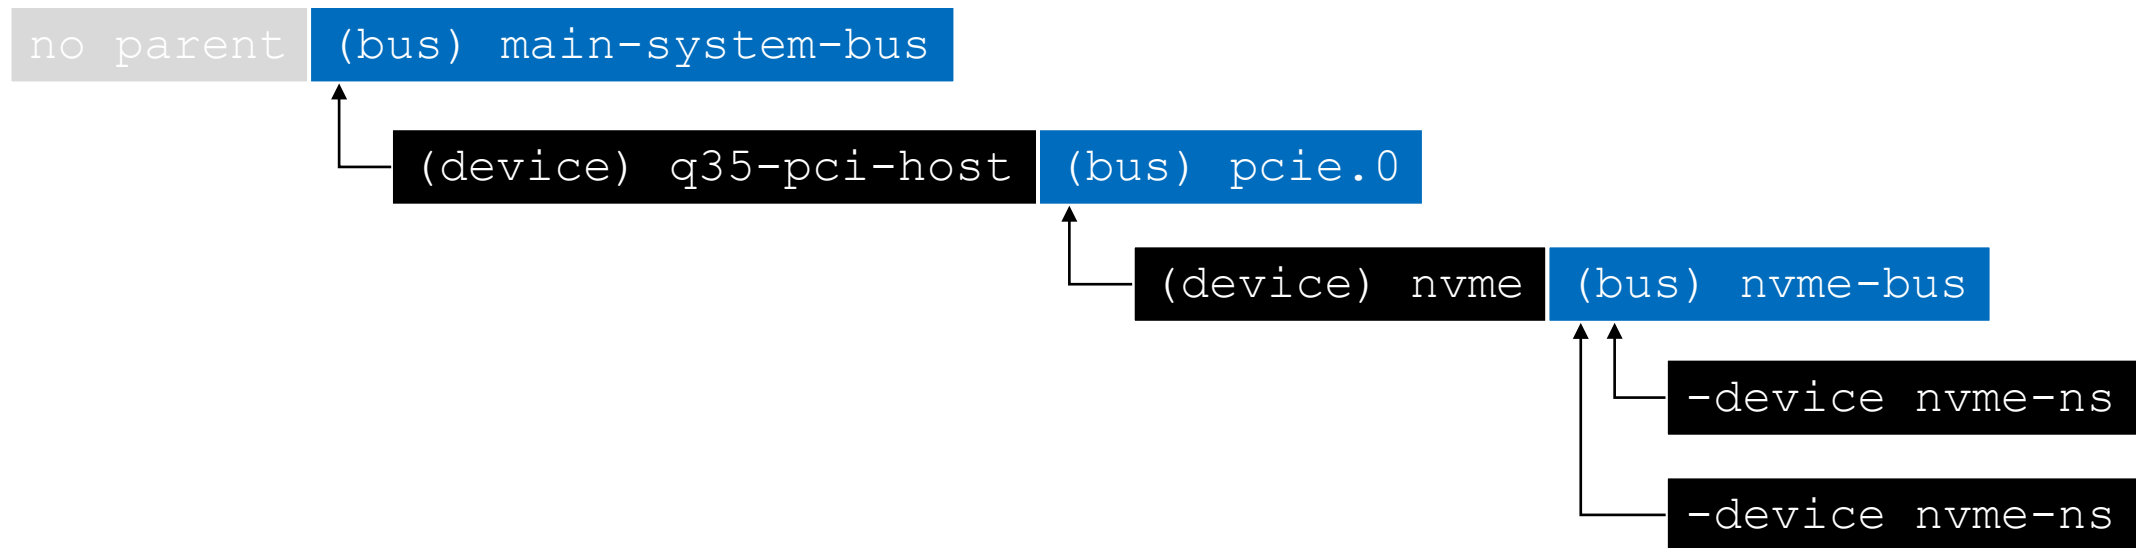 no parent (bus) main-system-bus
(device) q35-pci-host (bus) pcie.0
(device) nvme (bus) nvme-bus
-device nvme-ns
-device nvme-ns